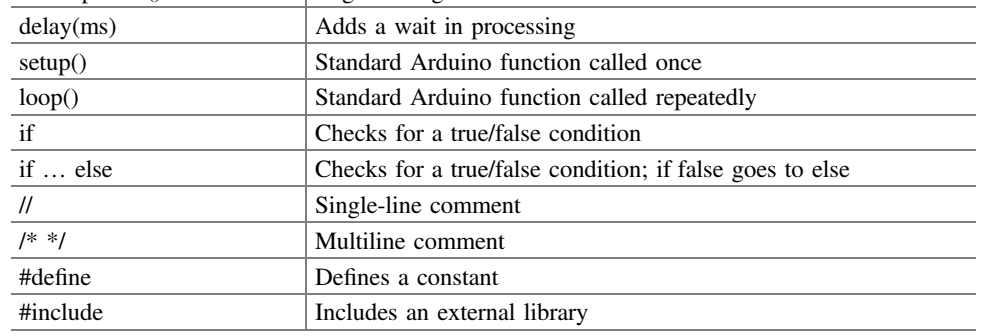 delay(ms) Adds a wait in processing
setup() Standard Arduino function called once
loop() Standard Arduino function called repeatedly
if Checks for a true/false condition
if … else Checks for a true/false condition; if false goes to else
// Single-line comment
/* */ Multiline comment
#define Defines a constant
#include Includes an external library